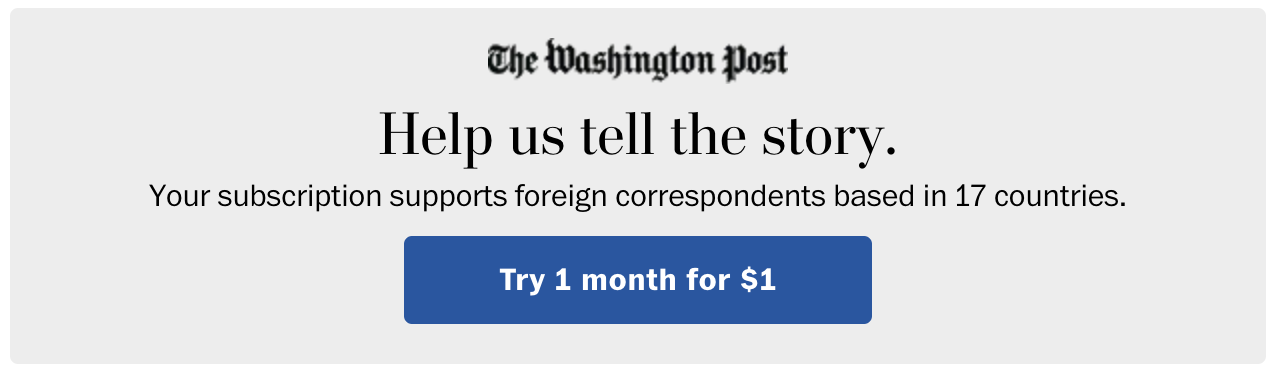 The Washington Post
Help us tell the story.
Your subscription supports foreign correspondents based in 17 countries.
Try 1 month for $1